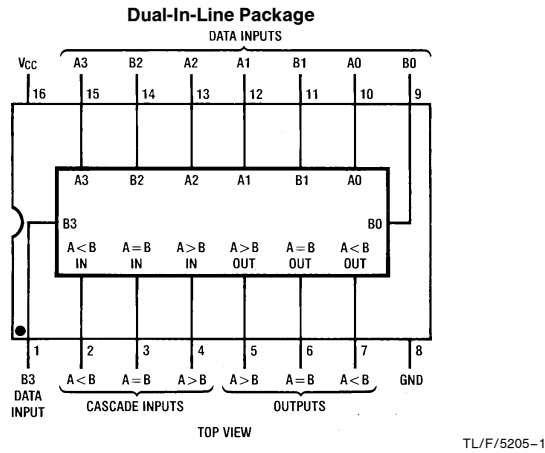 Dual-In-Line Package
DATA INPUTS
VCC A3 B2 A2 A1 B1 A0 B0
16 15 14 13 12 11 10 9
A3 B2 A2 A1 B1 A0
B3 B0
A<B A=B A>B A>B A=B A<B
IN IN IN OUT OUT OUT
1 2 3 4 5 6 7 8
B3 A<B A=B A>B A>B A=B A<B GND
DATA
INPUT
CASCADE INPUTS OUTPUTS
TOP VIEW
TL/F/5205–1